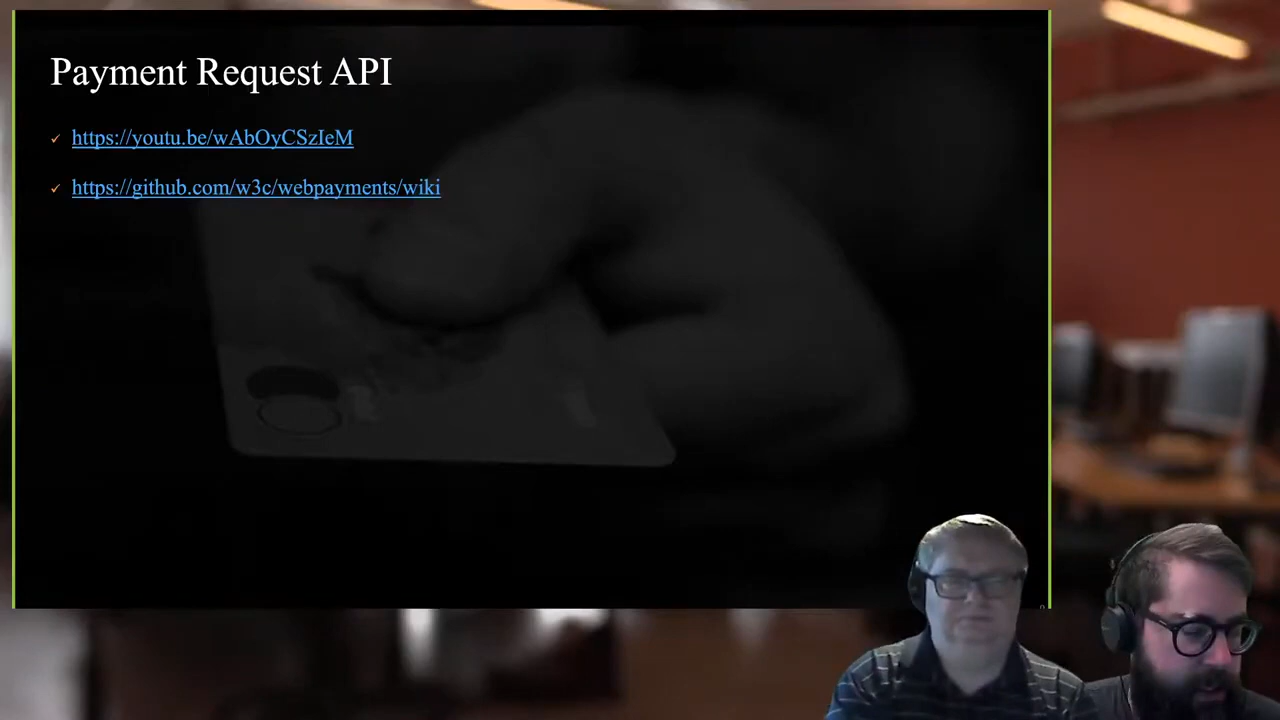 Payment Request API
https://youtu.be/wAbOyCSzIeM
https://github.com/w3c/webpayments/wiki